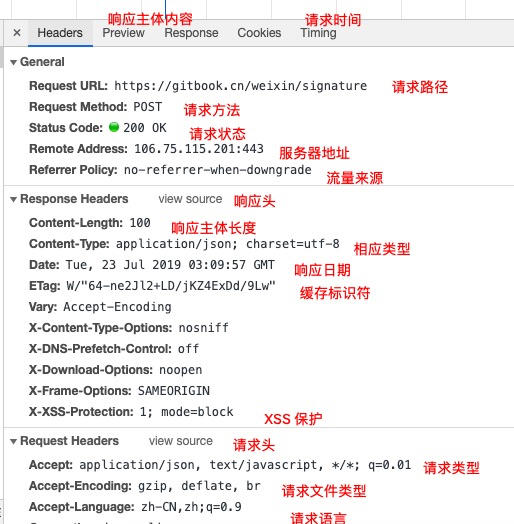 响应主体内容 请求时间
× Headers Preview Response Cookies Timing
▼ General
Request URL: https://gitbook.cn/weixin/signature 请求路径
Request Method: POST 请求方法
Status Code: 200 OK 请求状态
Remote Address: 106.75.115.201:443 服务器地址
Referrer Policy: no-referrer-when-downgrade 流量来源
▼ Response Headers view source 响应头
Content-Length: 100 响应主体长度
Content-Type: application/json; charset=utf-8 相应类型
Date: Tue, 23 Jul 2019 03:09:57 GMT 响应日期
ETag: W/"64-ne2Jl2+LD/jKZ4ExDd/9Lw" 缓存标识符
Vary: Accept-Encoding
X-Content-Type-Options: nosniff
X-DNS-Prefetch-Control: off
X-Download-Options: noopen
X-Frame-Options: SAMEORIGIN
X-XSS-Protection: 1; mode=block XSS 保护
▼ Request Headers view source 请求头
Accept: application/json, text/javascript, */*; q=0.01 请求类型
Accept-Encoding: gzip, deflate, br 请求文件类型
Accept-Language: zh-CN,zh;q=0.9 请求语言